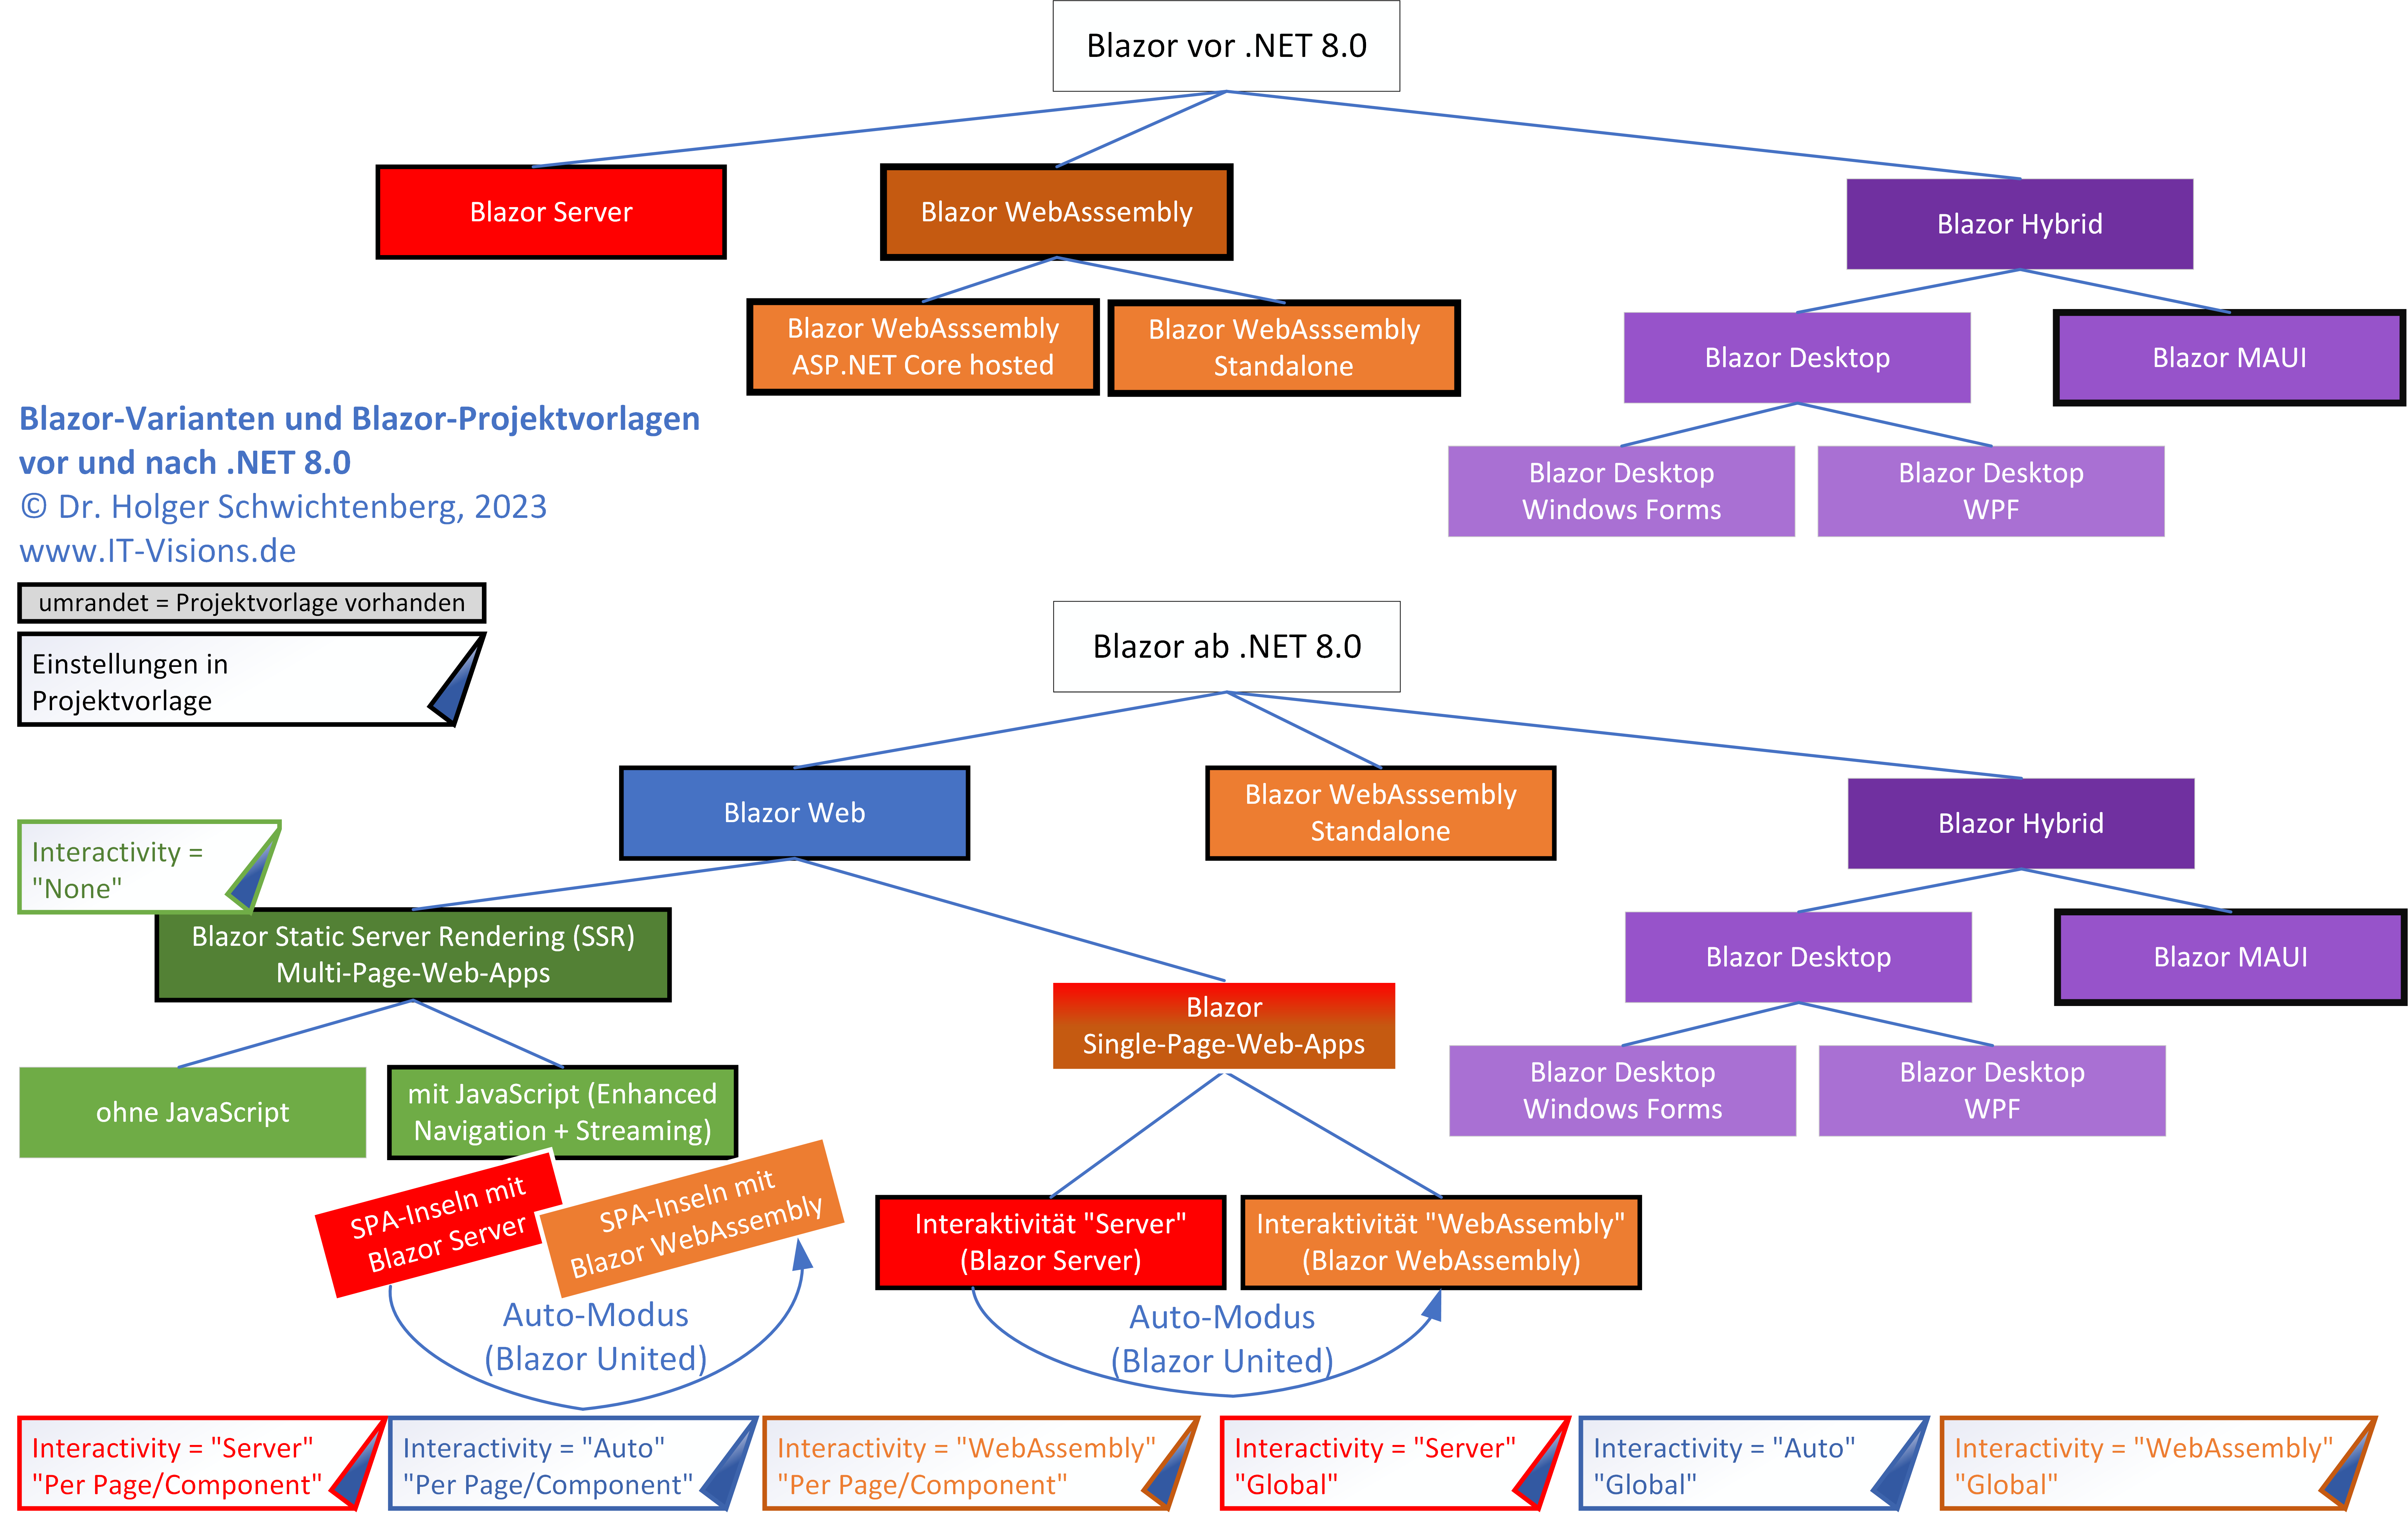 Blazor vor .NET 8.0
Blazor Server
Blazor WebAsssembly
Blazor Hybrid
Blazor WebAsssembly
ASP.NET Core hosted
Blazor WebAsssembly
Standalone
Blazor Desktop
Blazor MAUI
Blazor Desktop
Windows Forms
Blazor Desktop
WPF
Blazor-Varianten und Blazor-Projektvorlagen
vor und nach .NET 8.0
© Dr. Holger Schwichtenberg, 2023
www.IT-Visions.de
umrandet = Projektvorlage vorhanden
Einstellungen in
Projektvorlage
Blazor ab .NET 8.0
Blazor Web
Blazor WebAsssembly
Standalone
Blazor Hybrid
Interactivity =
"None"
Blazor Static Server Rendering (SSR)
Multi-Page-Web-Apps
Blazor
Single-Page-Web-Apps
Blazor Desktop
Blazor MAUI
Blazor Desktop
Windows Forms
Blazor Desktop
WPF
ohne JavaScript
mit JavaScript (Enhanced
Navigation + Streaming)
SPA-Inseln mit
Blazor Server
SPA-Inseln mit
Blazor WebAssembly
Interaktivität "Server"
(Blazor Server)
Interaktivität "WebAssembly"
(Blazor WebAssembly)
Auto-Modus
(Blazor United)
Auto-Modus
(Blazor United)
Interactivity = "Server"
"Per Page/Component"
Interactivity = "Auto"
"Per Page/Component"
Interactivity = "WebAssembly"
"Per Page/Component"
Interactivity = "Server"
"Global"
Interactivity = "Auto"
"Global"
Interactivity = "WebAssembly"
"Global"